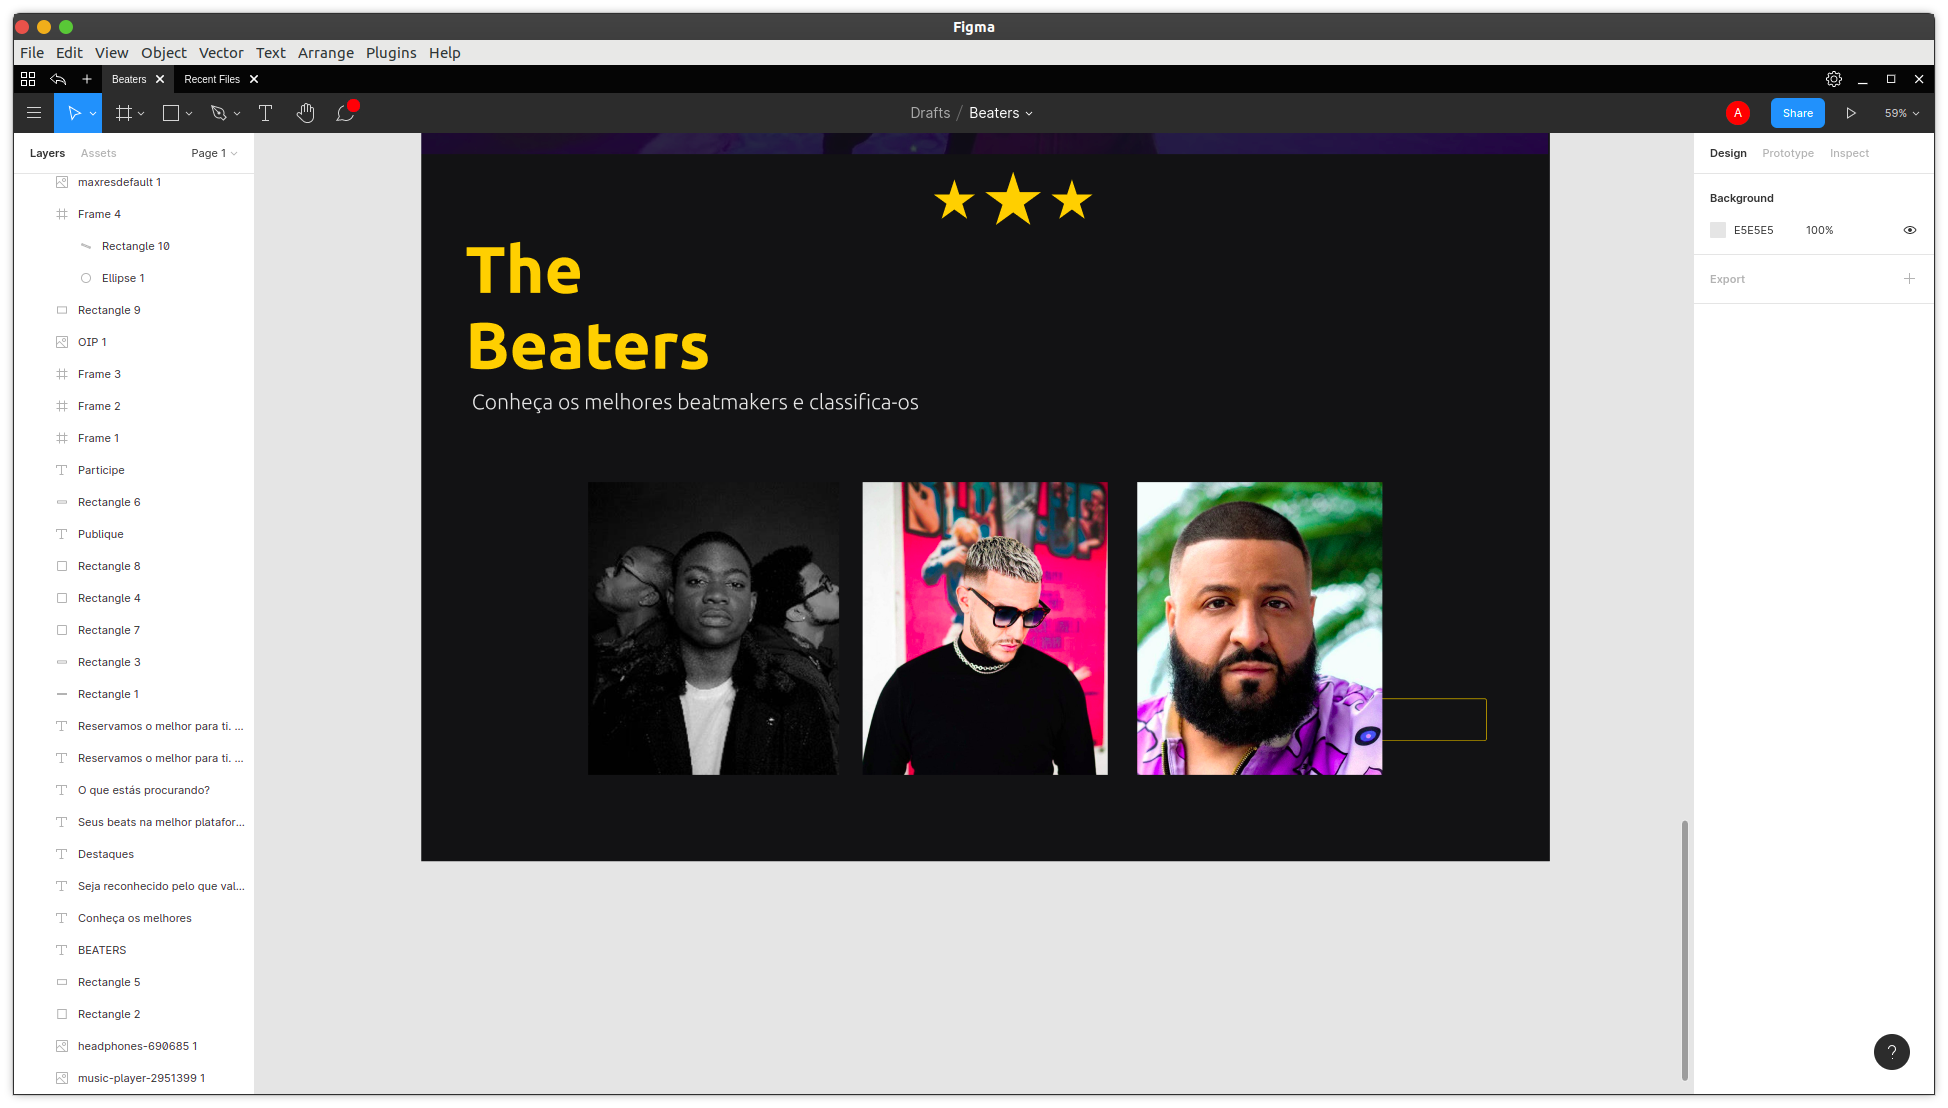 Figma
File Edit View Object Vector Text Arrange Plugins Help
Beaters Recent Files
Drafts / Beaters A Share 59%
Layers Assets Page 1
maxresdefault 1
Frame 4
Rectangle 10
Ellipse 1
Rectangle 9
OIP 1
Frame 3
Frame 2
Frame 1
Participe
Rectangle 6
Publique
Rectangle 8
Rectangle 4
Rectangle 7
Rectangle 3
Rectangle 1
Reservamos o melhor para ti. ...
Reservamos o melhor para ti. ...
O que estás procurando?
Seus beats na melhor platafor...
Destaques
Seja reconhecido pelo que val...
Conheça os melhores
BEATERS
Rectangle 5
Rectangle 2
headphones-690685 1
music-player-2951399 1
The
Beaters
Conheça os melhores beatmakers e classifica-os
Design Prototype Inspect
Background
E5E5E5 100%
Export
?